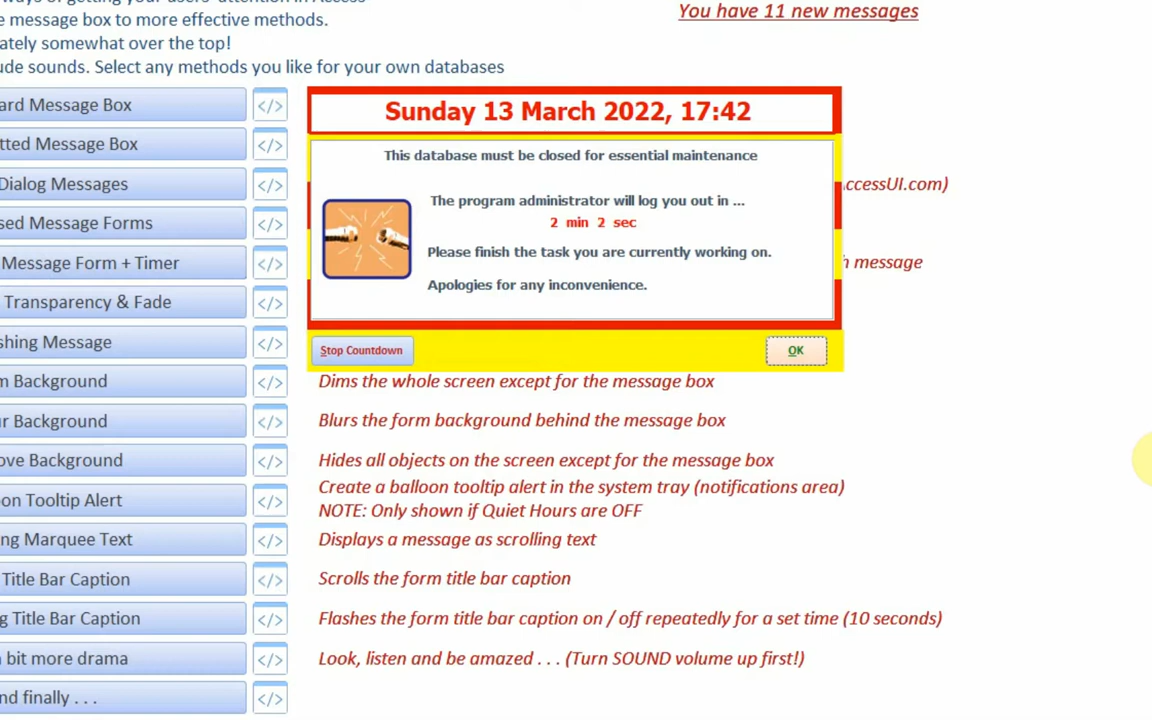 ways of getting your users' attention in Access
You have 11 new messages
e message box to more effective methods.
ately somewhat over the top!
ude sounds. Select any methods you like for your own databases
ard Message Box
</>
Sunday 13 March 2022, 17:42
tted Message Box
</>
This database must be closed for essential maintenance
Dialog Messages
</>
ccessUI.com)
The program administrator will log you out in ...
2 min 2 sec
sed Message Forms
</>
Please finish the task you are currently working on.
Message Form + Timer
</>
h message
Apologies for any inconvenience.
Transparency & Fade
</>
shing Message
</>
Stop Countdown
OK
m Background
</>
Dims the whole screen except for the message box
ur Background
</>
Blurs the form background behind the message box
ove Background
</>
Hides all objects on the screen except for the message box
on Tooltip Alert
</>
Create a balloon tooltip alert in the system tray (notifications area)
NOTE: Only shown if Quiet Hours are OFF
ng Marquee Text
</>
Displays a message as scrolling text
Title Bar Caption
</>
Scrolls the form title bar caption
g Title Bar Caption
</>
Flashes the form title bar caption on / off repeatedly for a set time (10 seconds)
a bit more drama
</>
Look, listen and be amazed . . . (Turn SOUND volume up first!)
nd finally . . .
</>